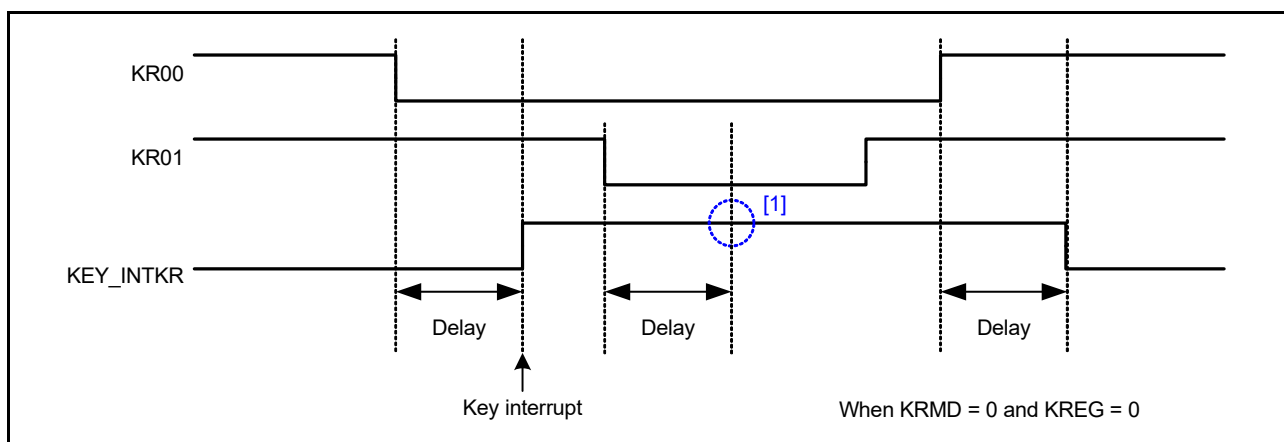 KR00
KR01
[1]
KEY_INTKR
Delay
Delay
Delay
Key interrupt
When KRMD = 0 and KREG = 0